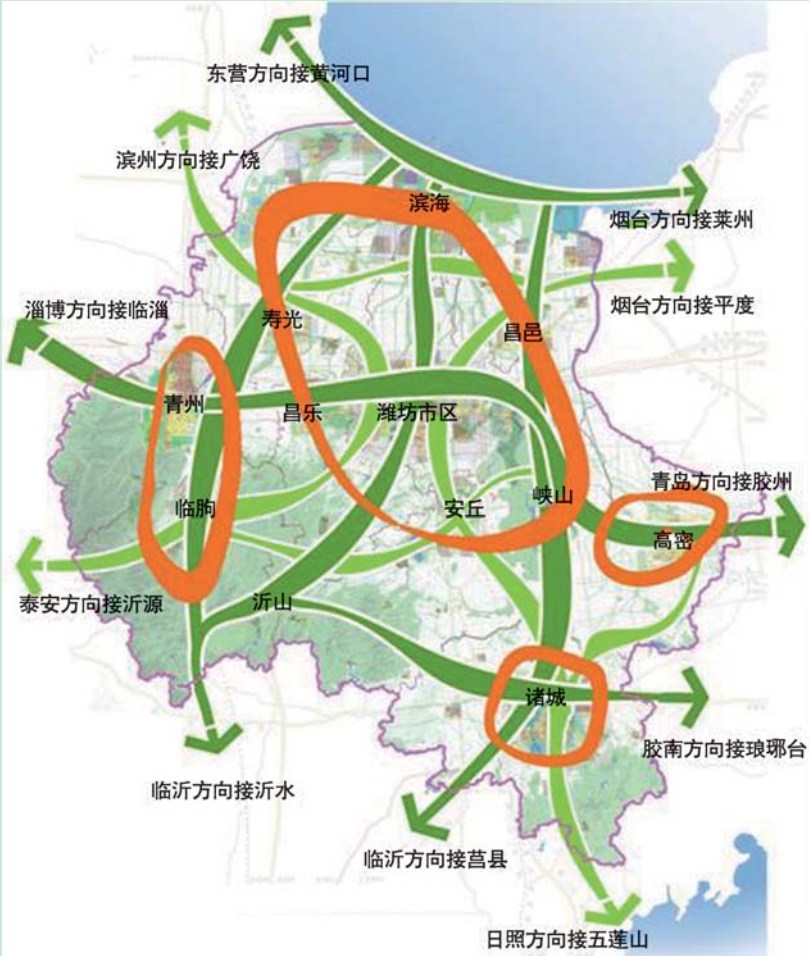 东营方向接黄河口
滨州方向接广饶
滨海
烟台方向接莱州
淄博方向接临淄
寿光
昌邑
烟台方向接平度
青州
昌乐
潍坊市区
青岛方向接胶州
临朐
安丘
峡山
高密
泰安方向接沂源
沂山
诸城
胶南方向接琅琊台
临沂方向接沂水
临沂方向接莒县
日照方向接五莲山